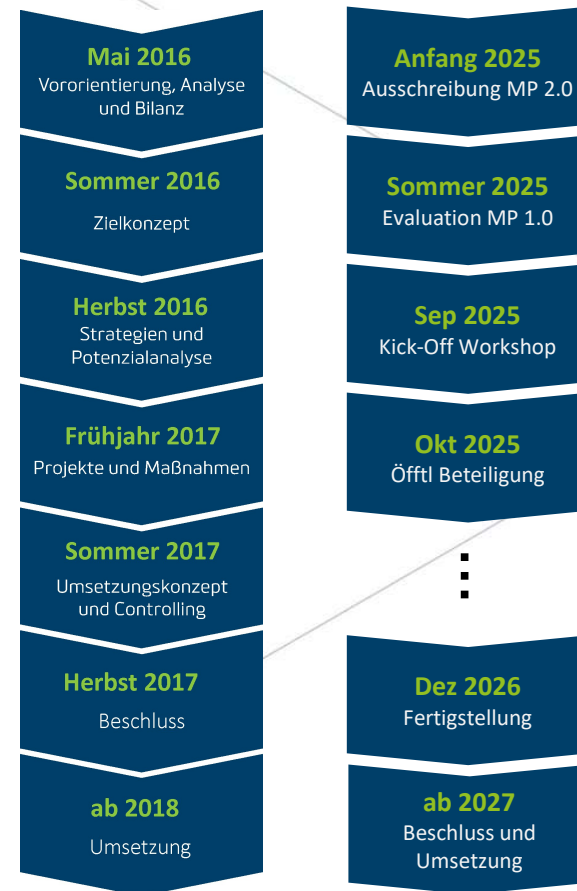 Mai 2016
Vororientierung, Analyse
und Bilanz
Sommer 2016
Zielkonzept
Herbst 2016
Strategien und
Potenzialanalyse
Frühjahr 2017
Projekte und Maßnahmen
Sommer 2017
Umsetzungskonzept
und Controlling
Herbst 2017
Beschluss
ab 2018
Umsetzung
Anfang 2025
Ausschreibung MP 2.0
Sommer 2025
Evaluation MP 1.0
Sep 2025
Kick-Off Workshop
Okt 2025
Öfftl Beteiligung
Dez 2026
Fertigstellung
ab 2027
Beschluss und
Umsetzung